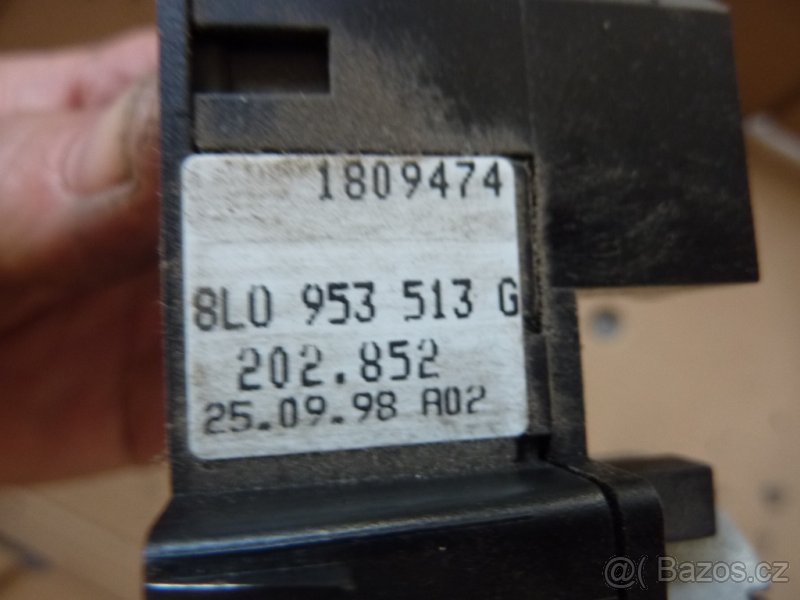 1809474
8L0 953 513 G
202.852
25.09.98 A02
@( Bazos.cz